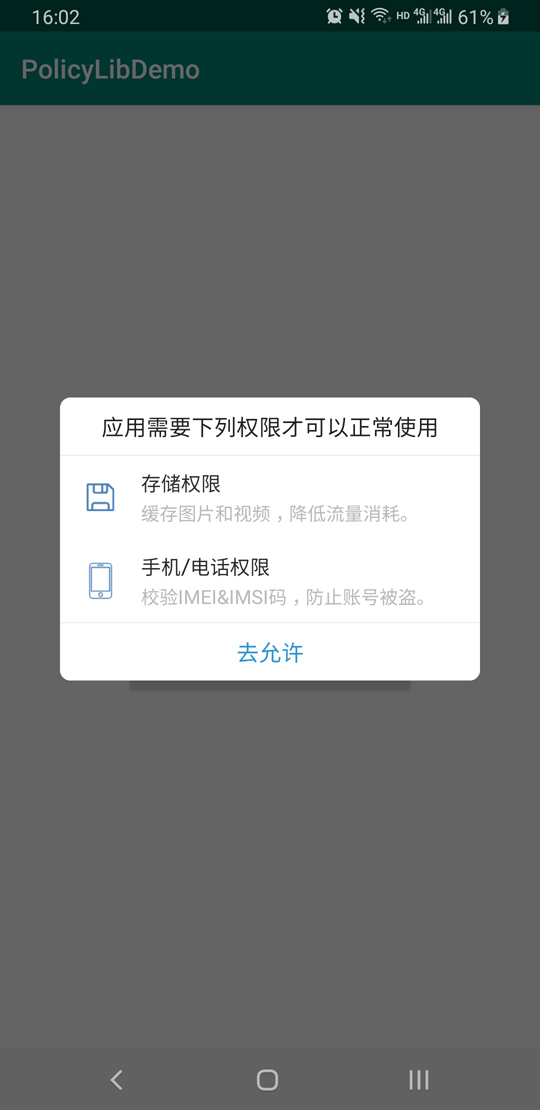 16:02 HD 4G 4G 61%
PolicyLibDemo
应用需要下列权限才可以正常使用
存储权限
缓存图片和视频，降低流量消耗。
手机/电话权限
校验IMEI&IMSI码，防止账号被盗。
去允许